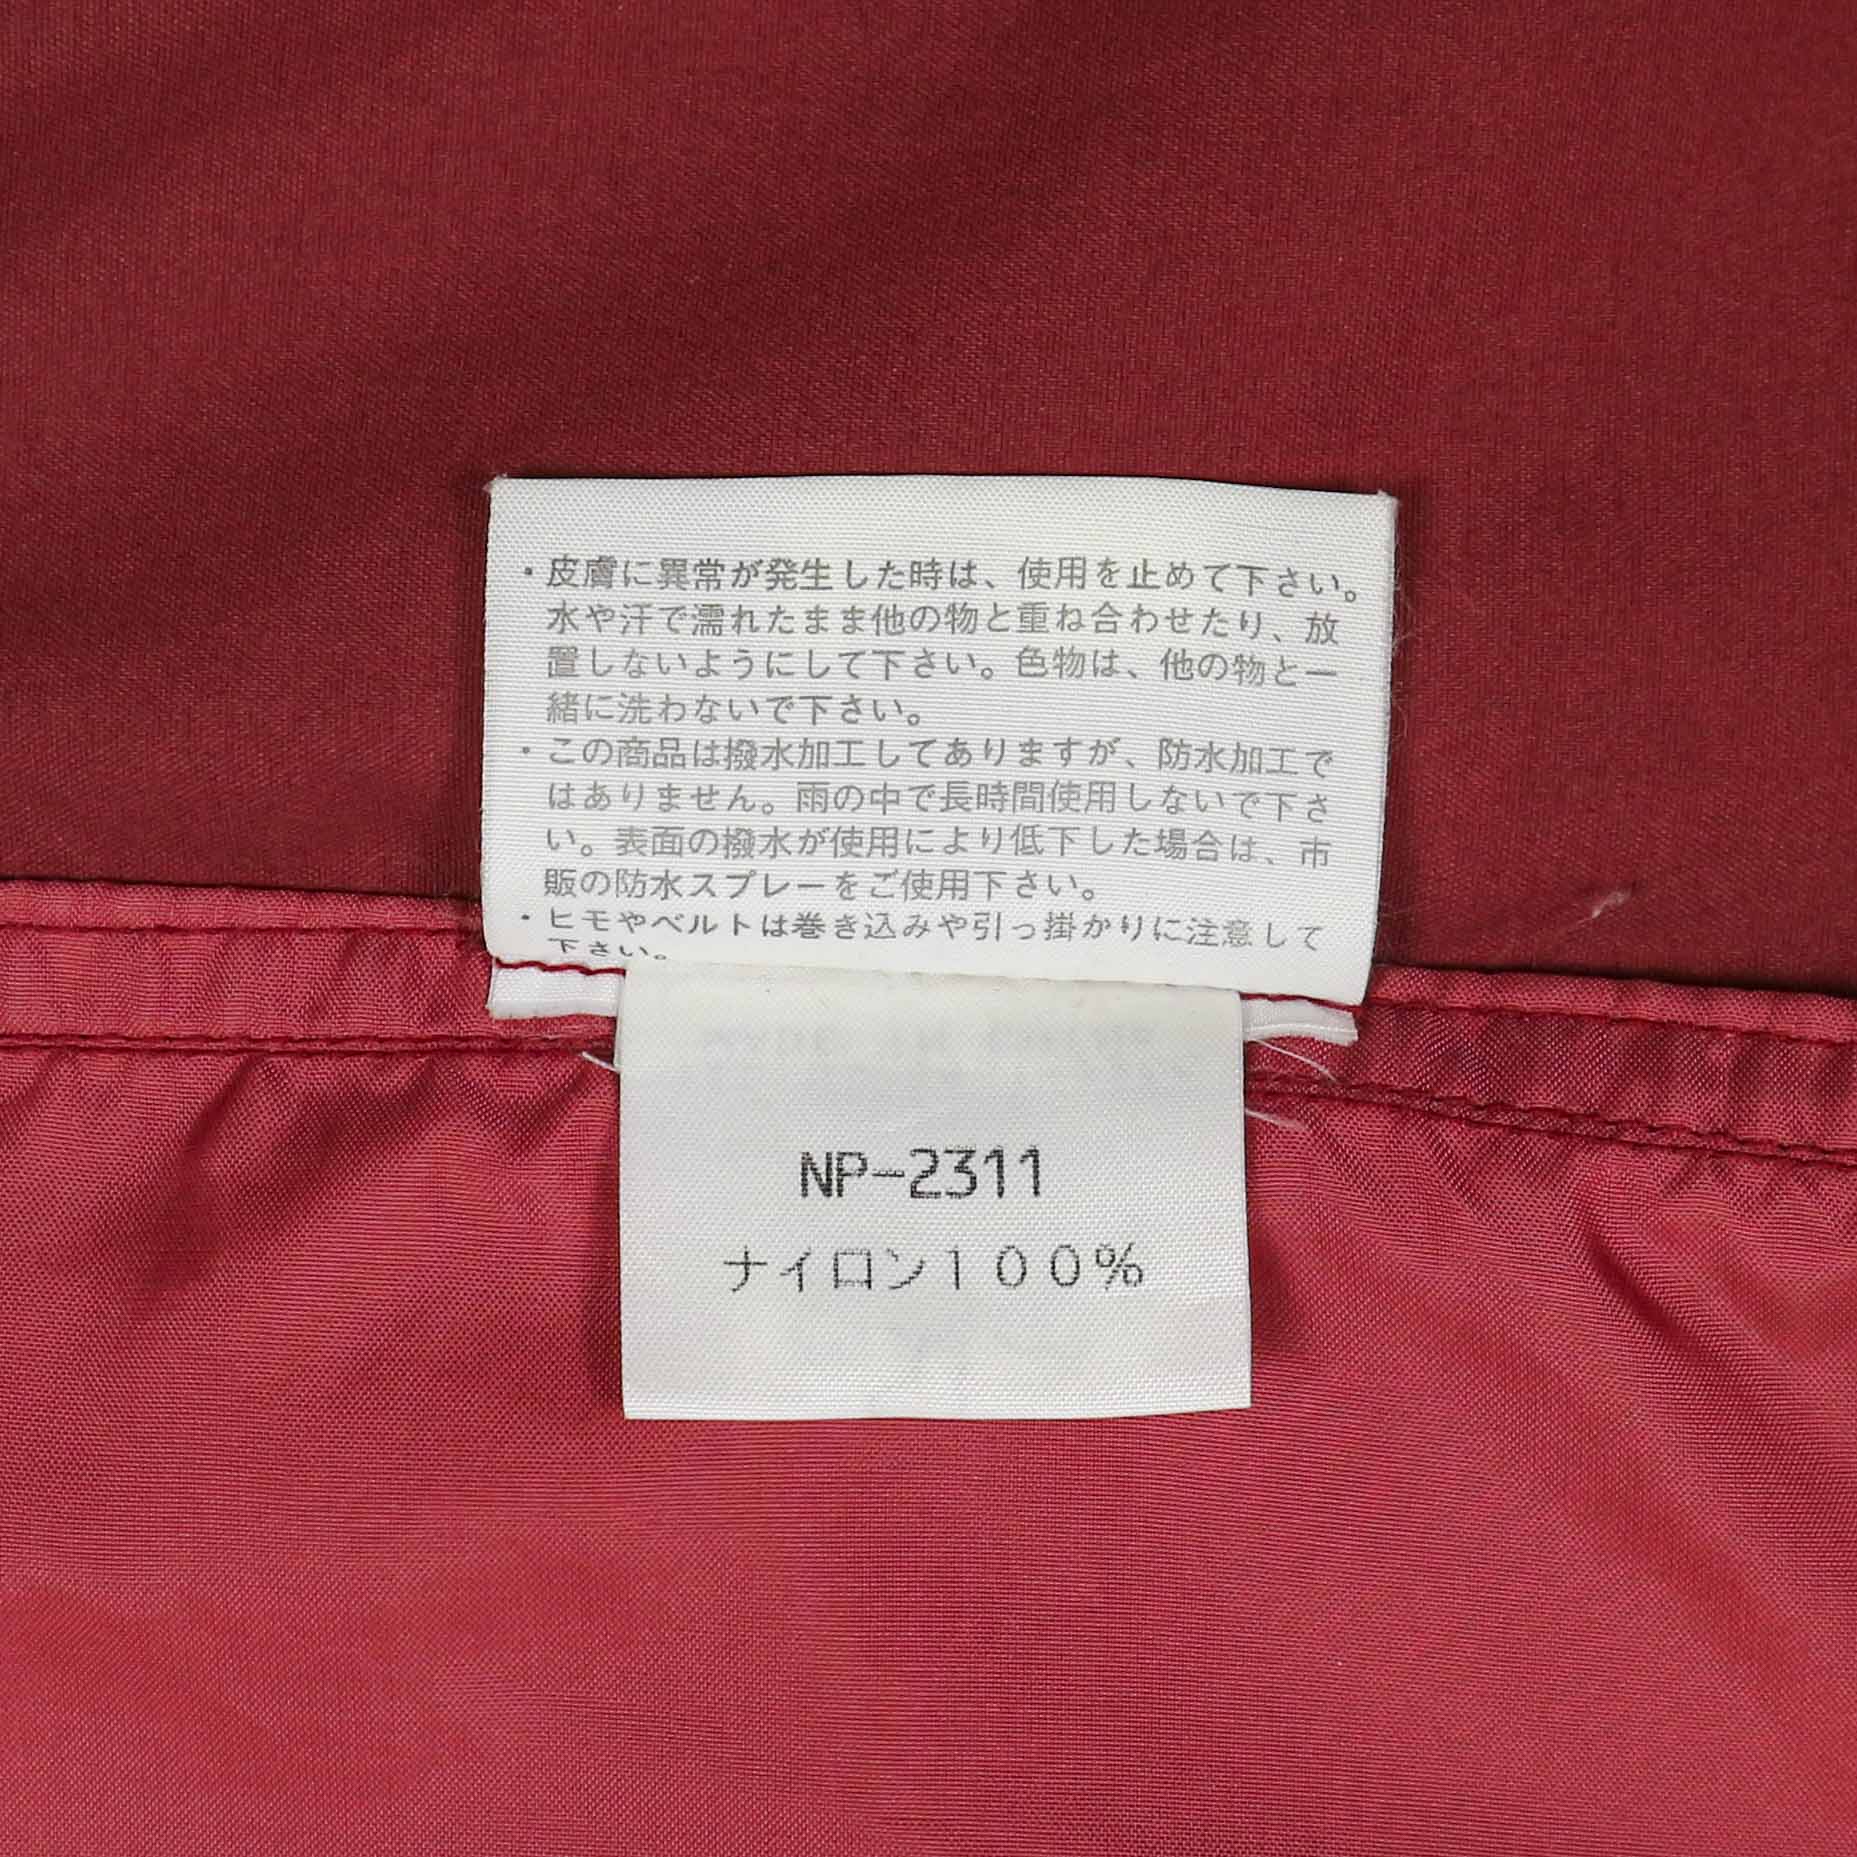 ・皮膚に異常が発生した時は、使用を止めて下さい。
水や汗で濡れたまま他の物と重ね合わせたり、放
置しないようにして下さい。色物は、他の物と一
緒に洗わないで下さい。
・この商品は撥水加工してありますが、防水加工で
はありません。雨の中で長時間使用しないで下さ
い。表面の撥水が使用により低下した場合は、市
販の防水スプレーをご使用下さい。
・ヒモやベルトは巻き込みや引っ掛かりに注意して
下さい。
NP-2311
ナイロン１００％